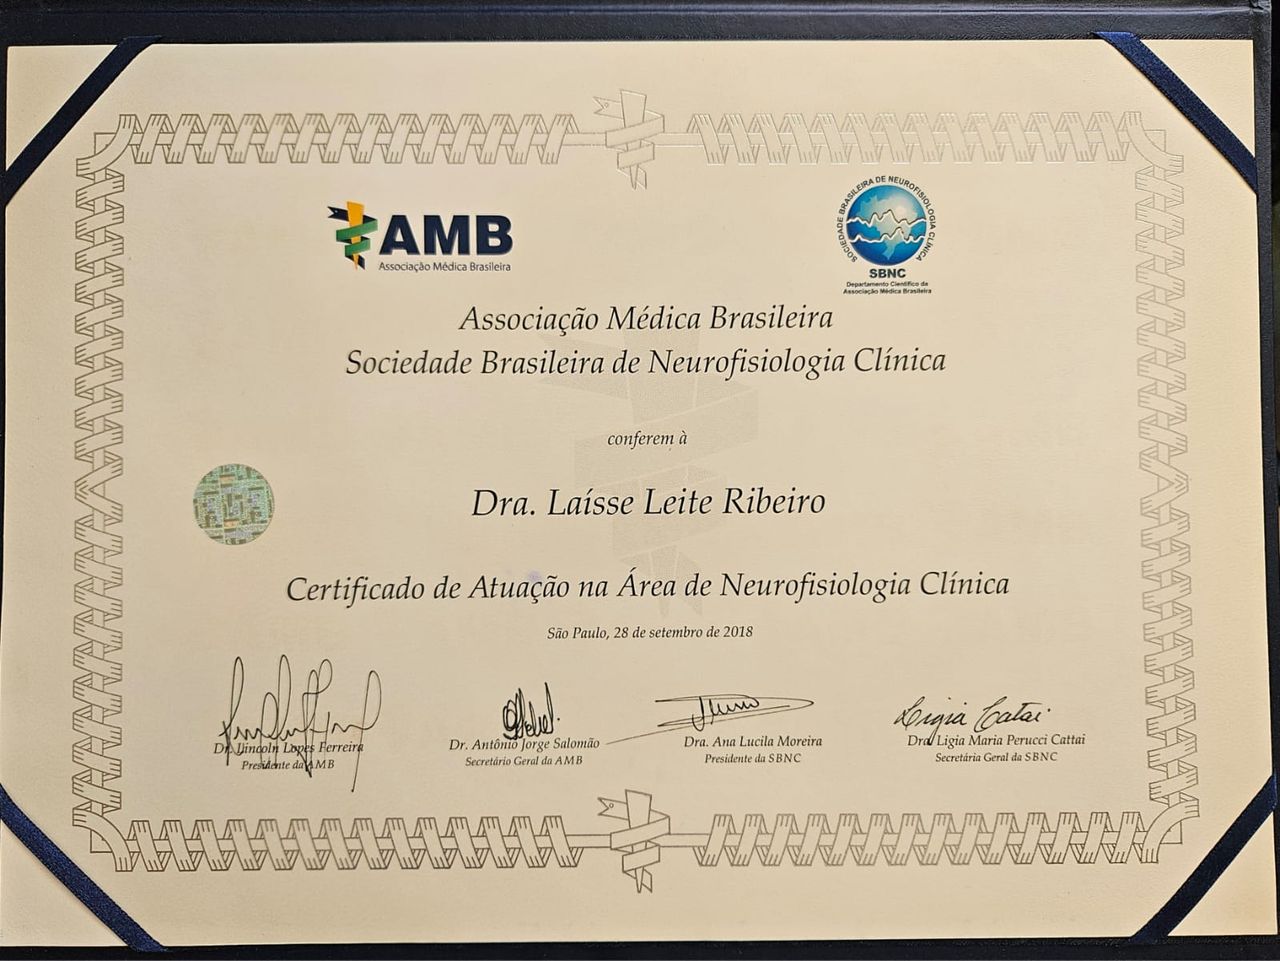 AMB
Associação Médica Brasileira
SOCIEDADE BRASILEIRA DE NEUROFISIOLOGIA CLÍNICA
SBNC
Departamento Científico da
Associação Médica Brasileira
Associação Médica Brasileira
Sociedade Brasileira de Neurofisiologia Clínica
conferem à
Dra. Laísse Leite Ribeiro
Certificado de Atuação na Área de Neurofisiologia Clínica
São Paulo, 28 de setembro de 2018
Dr. Lincoln Lopes Ferreira
Presidente da AMB
Dr. Antônio Jorge Salomão
Secretário Geral da AMB
Dra. Ana Lucila Moreira
Presidente da SBNC
Ligia Catai
Dra Ligia Maria Perucci Cattai
Secretária Geral da SBNC